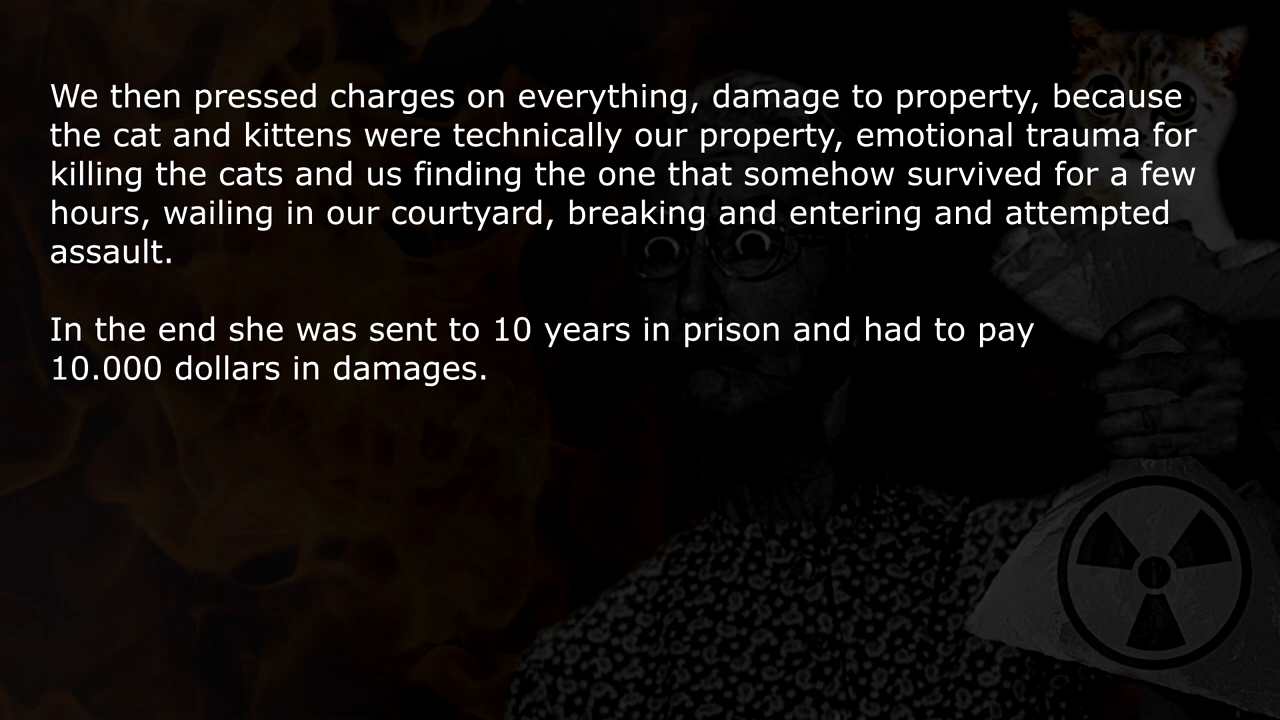 We then pressed charges on everything, damage to property, because
the cat and kittens were technically our property, emotional trauma for
killing the cats and us finding the one that somehow survived for a few
hours, wailing in our courtyard, breaking and entering and attempted
assault.
In the end she was sent to 10 years in prison and had to pay
10.000 dollars in damages.